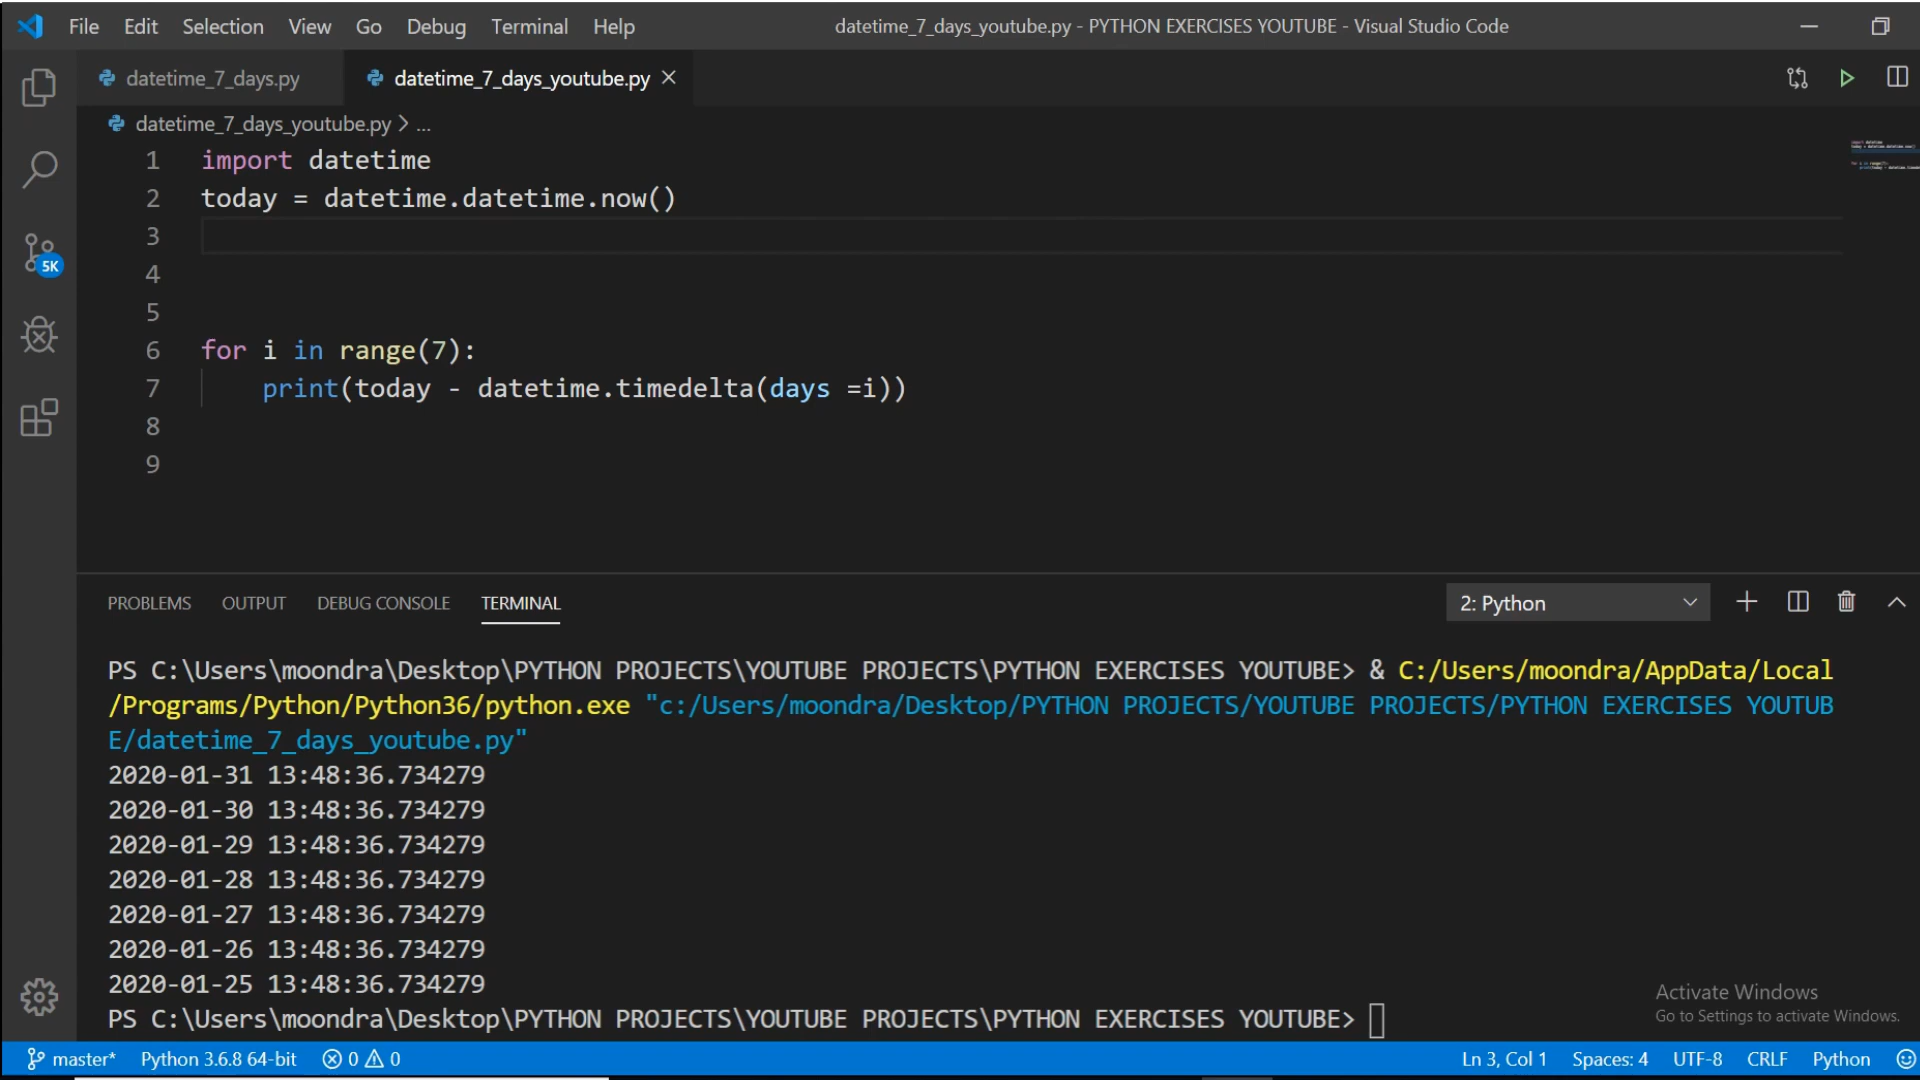 File Edit Selection View Go Debug Terminal Help datetime_7_days_youtube.py - PYTHON EXERCISES YOUTUBE - Visual Studio Code
datetime_7_days.py datetime_7_days_youtube.py
datetime_7_days_youtube.py > ...
1 import datetime
2 today = datetime.datetime.now()
3
4
5
6 for i in range(7):
7 print(today - datetime.timedelta(days =i))
8
9
5K
PROBLEMS OUTPUT DEBUG CONSOLE TERMINAL 2: Python
PS C:\Users\moondra\Desktop\PYTHON PROJECTS\YOUTUBE PROJECTS\PYTHON EXERCISES YOUTUBE> & C:/Users/moondra/AppData/Local
/Programs/Python/Python36/python.exe "c:/Users/moondra/Desktop/PYTHON PROJECTS/YOUTUBE PROJECTS/PYTHON EXERCISES YOUTUB
E/datetime_7_days_youtube.py"
2020-01-31 13:48:36.734279
2020-01-30 13:48:36.734279
2020-01-29 13:48:36.734279
2020-01-28 13:48:36.734279
2020-01-27 13:48:36.734279
2020-01-26 13:48:36.734279
2020-01-25 13:48:36.734279
PS C:\Users\moondra\Desktop\PYTHON PROJECTS\YOUTUBE PROJECTS\PYTHON EXERCISES YOUTUBE>
Activate Windows
Go to Settings to activate Windows.
master* Python 3.6.8 64-bit 0 0 Ln 3, Col 1 Spaces: 4 UTF-8 CRLF Python